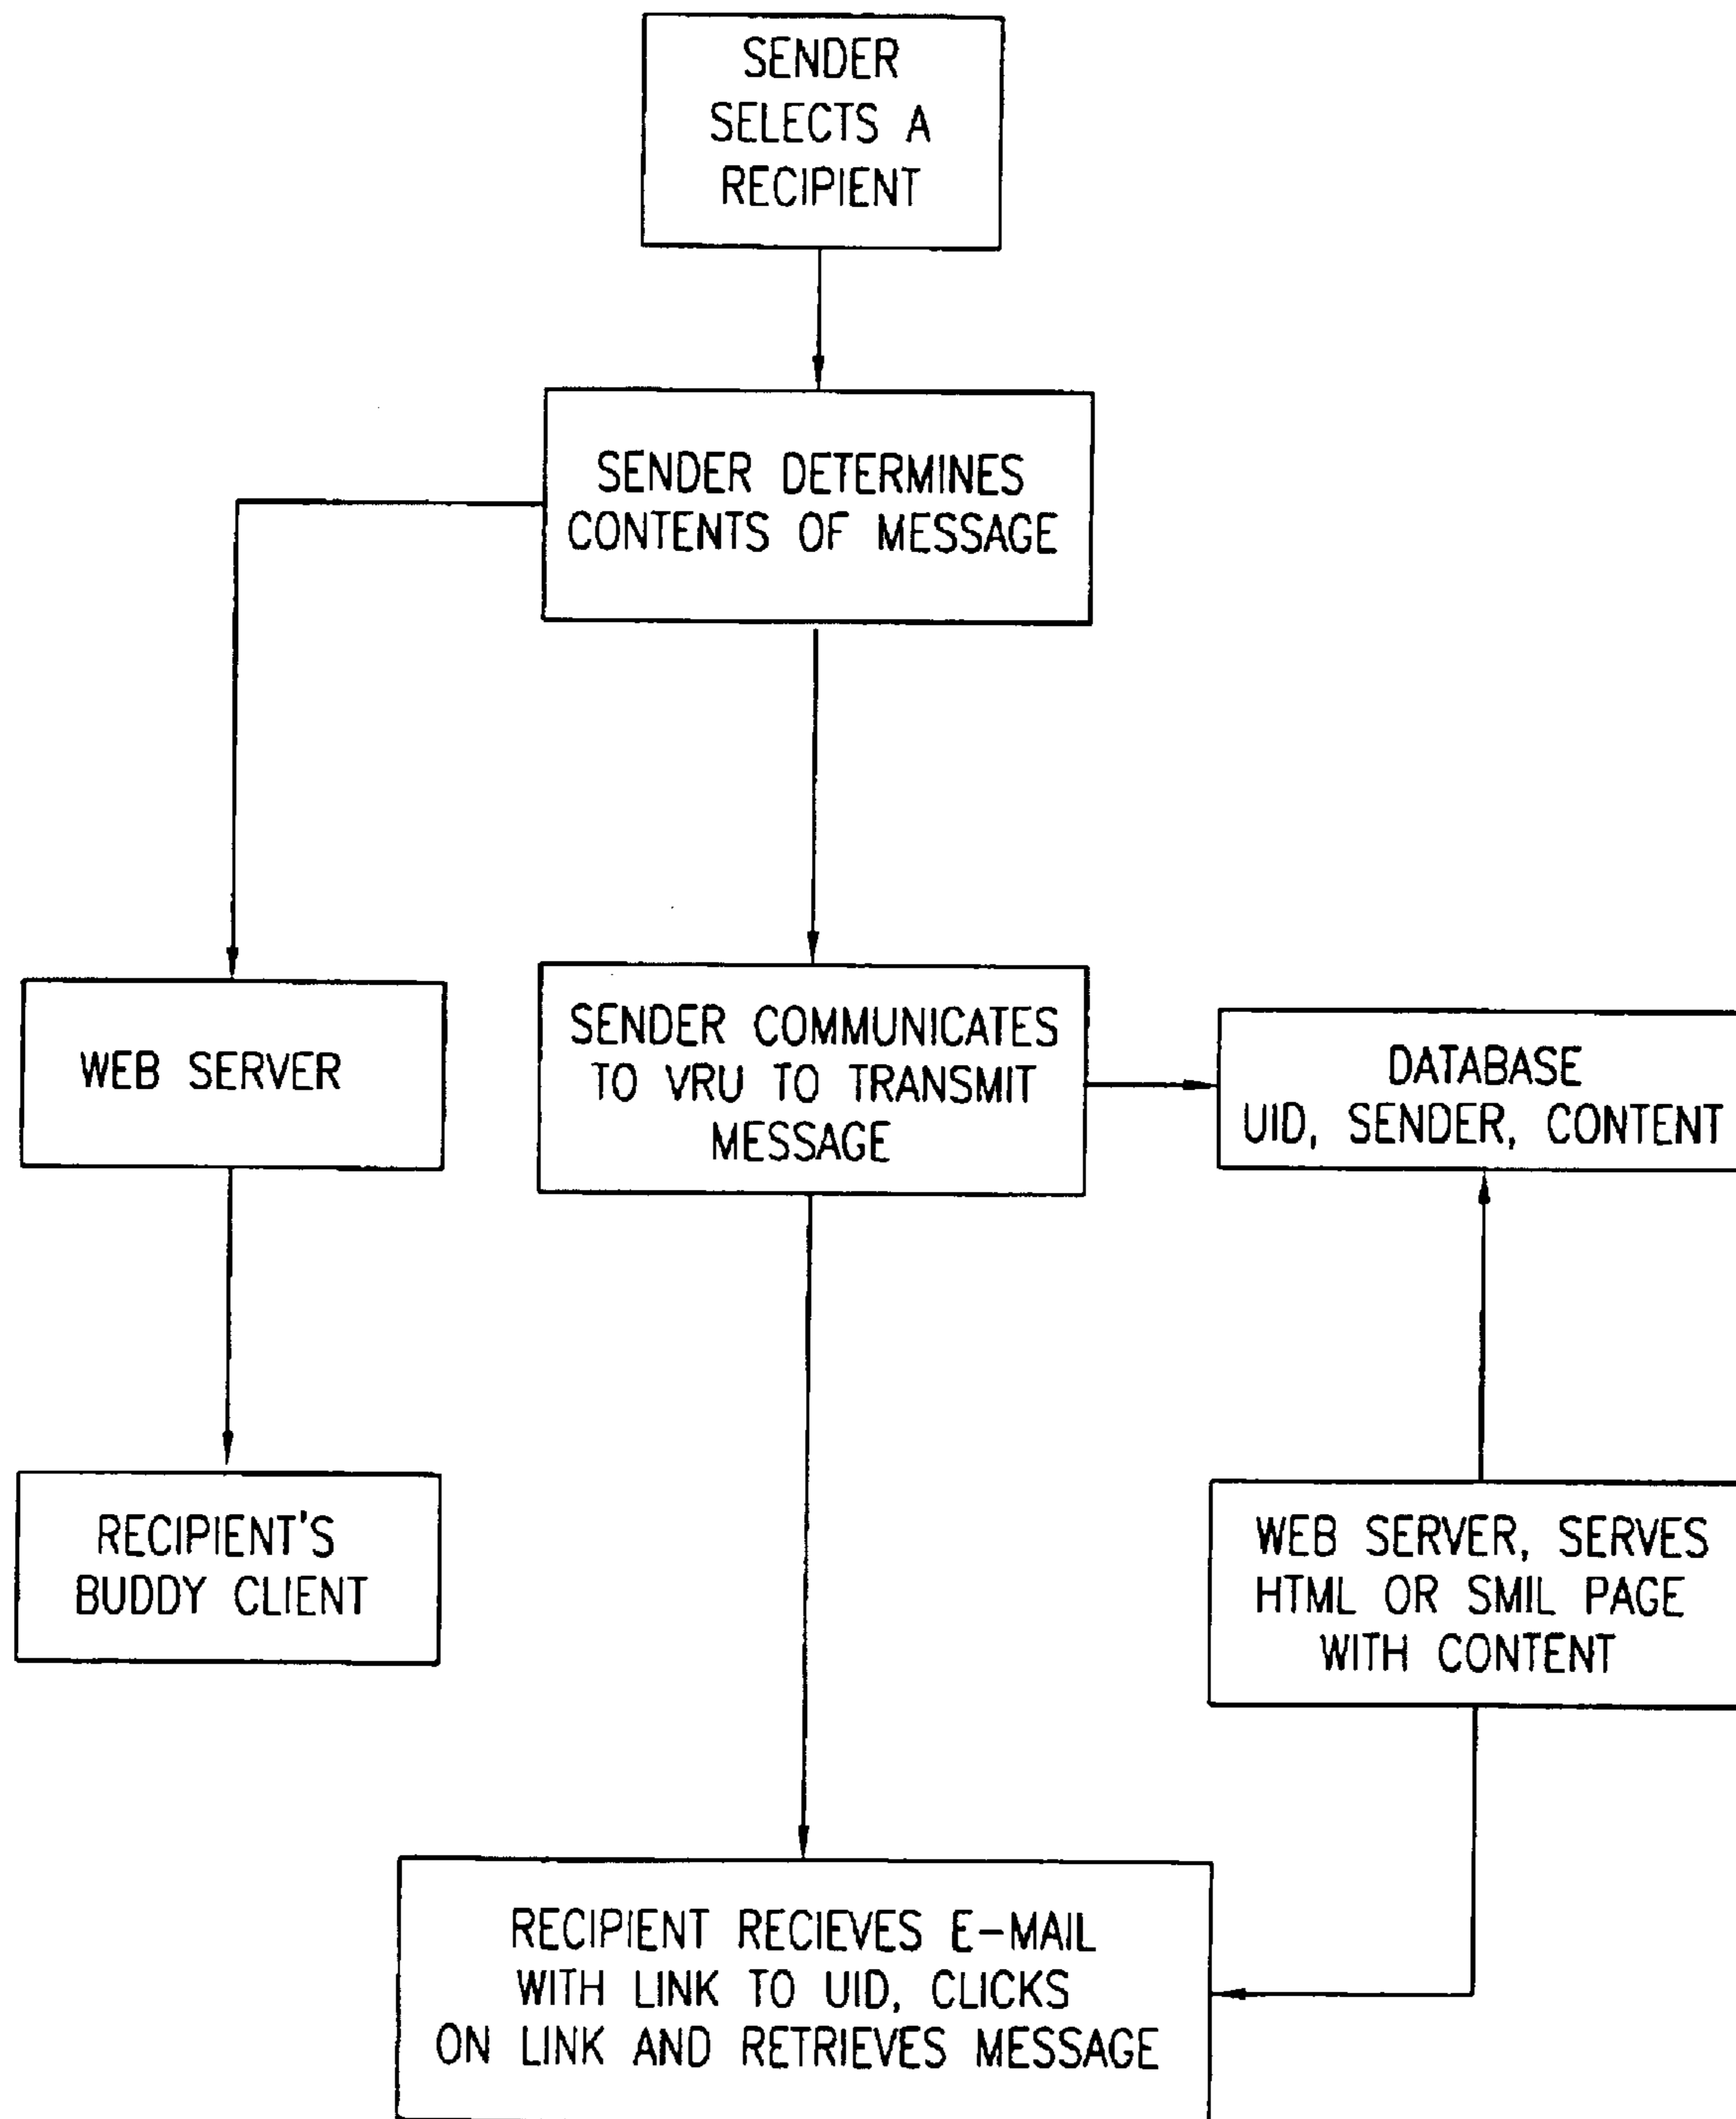 SENDER
SELECTS A
RECIPIENT
SENDER DETERMINES
CONTENTS OF MESSAGE
WEB SERVER
SENDER COMMUNICATES
TO VRU TO TRANSMIT
MESSAGE
DATABASE
UID, SENDER, CONTENT
RECIPIENT'S
BUDDY CLIENT
WEB SERVER, SERVES
HTML OR SMIL PAGE
WITH CONTENT
RECIPIENT RECIEVES E-MAIL
WITH LINK TO UID, CLICKS
ON LINK AND RETRIEVES MESSAGE